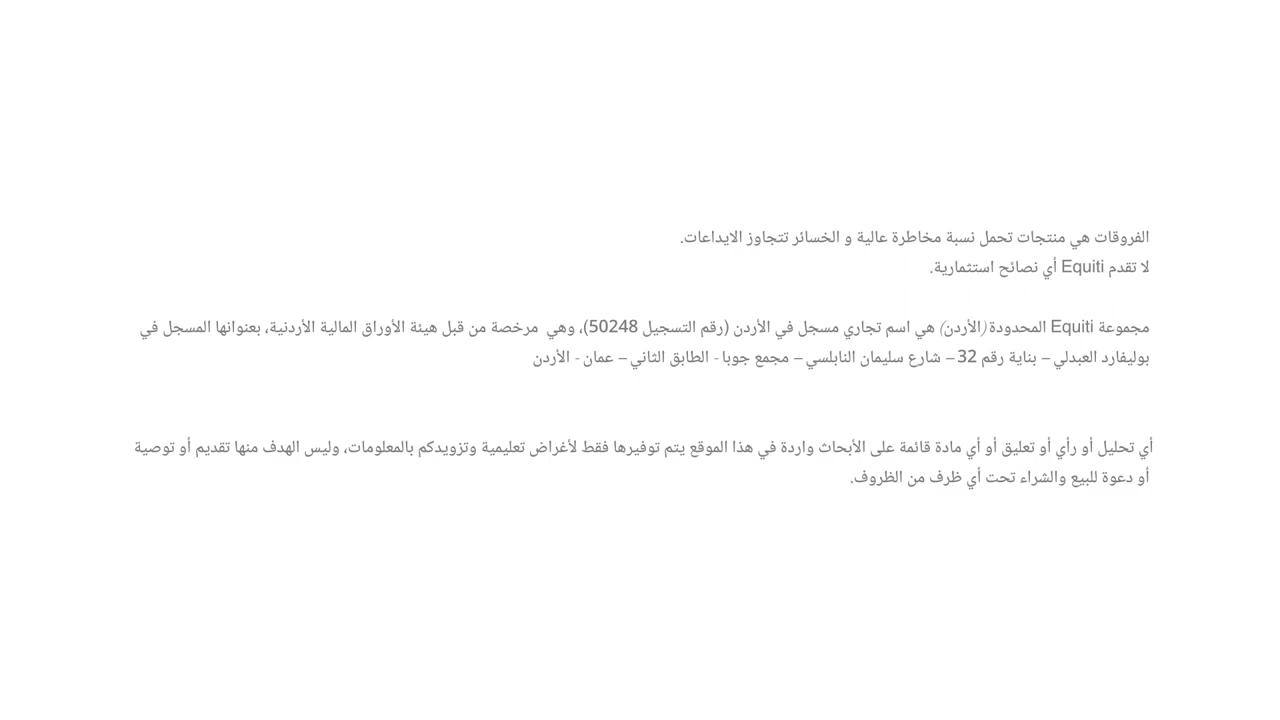 الفروقات هي منتجات تحمل نسبة مخاطرة عالية و الخسائر تتجاوز الايداعات.
لا تقدم Equiti أي نصائح استثمارية.
مجموعة Equiti المحدودة (الأردن) هي اسم تجاري مسجل في الأردن (رقم التسجيل 50248)، وهي مرخصة من قبل هيئة الأوراق المالية الأردنية، بعنوانها المسجل في
بوليفارد العبدلي – بناية رقم 32 – شارع سليمان النابلسي – مجمع جوبا - الطابق الثاني – عمان - الأردن
أي تحليل أو رأي أو تعليق أو أي مادة قائمة على الأبحاث واردة في هذا الموقع يتم توفيرها فقط لأغراض تعليمية وتزويدكم بالمعلومات، وليس الهدف منها تقديم أو توصية
أو دعوة للبيع والشراء تحت أي ظرف من الظروف.